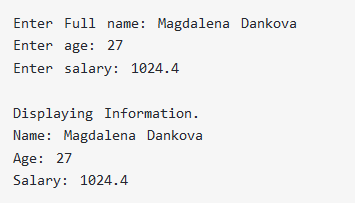 Enter Full name: Magdalena Dankova
Enter age: 27
Enter salary: 1024.4
Displaying Information.
Name: Magdalena Dankova
Age: 27
Salary: 1024.4